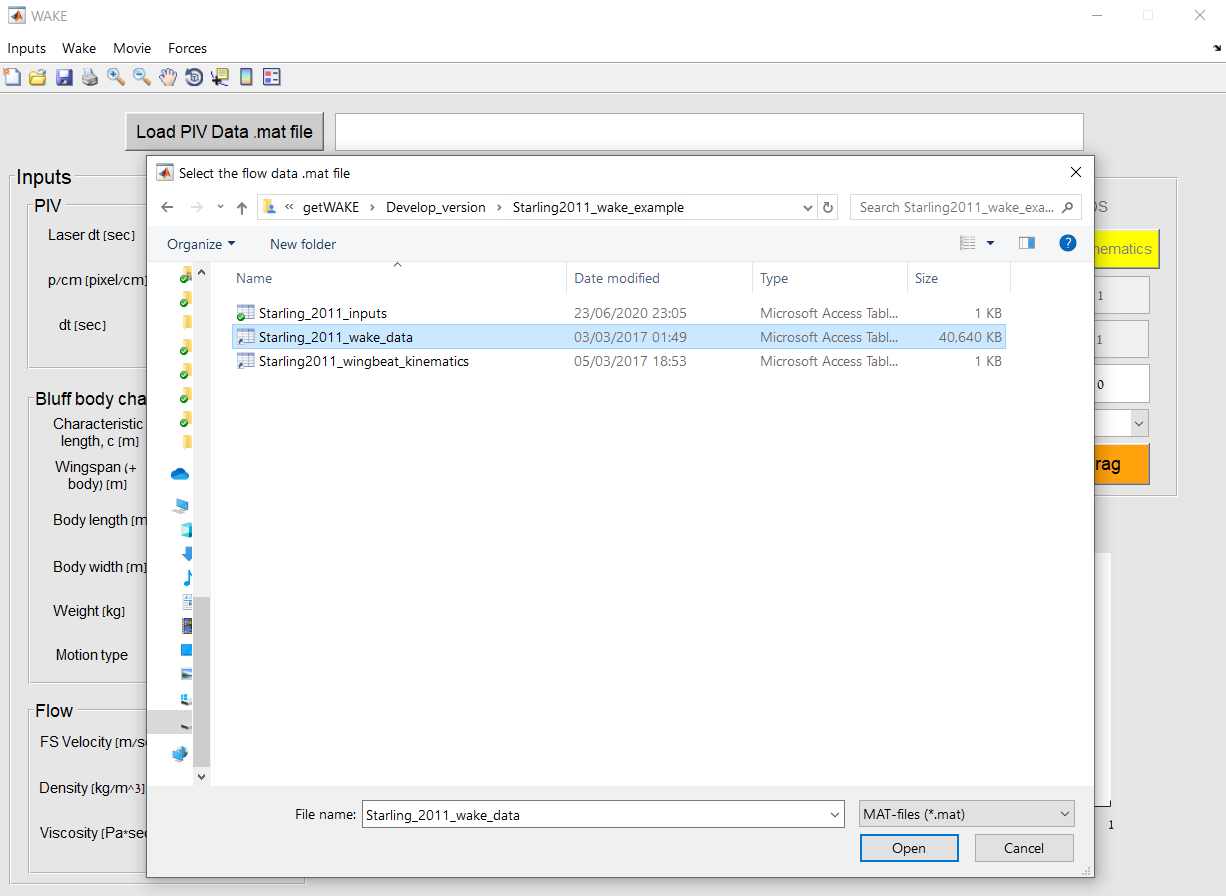 WAKE
Inputs Wake Movie Forces
Load PIV Data .mat file
Select the flow data .mat file
« getWAKE > Develop_version > Starling2011_wake_example
Search Starling2011_wake_exa...
Organize New folder
?
Name Date modified Type Size
Starling_2011_inputs 23/06/2020 23:05 Microsoft Access Tabl... 1 KB
Starling_2011_wake_data 03/03/2017 01:49 Microsoft Access Tabl... 40,640 KB
Starling2011_wingbeat_kinematics 05/03/2017 18:53 Microsoft Access Tabl... 1 KB
File name: Starling_2011_wake_data
MAT-files (*.mat)
Open Cancel
Inputs
PIV
Laser dt [sec]
p/cm [pixel/cm]
dt [sec]
Bluff body cha
Characteristic
length, c [m]
Wingspan (+
body) [m]
Body length [m
Body width [m]
Weight [kg]
Motion type
Flow
FS Velocity [m/s
Density [kg/m^3]
Viscosity [Pa*sec
OS
nematics
1
1
0
rag
1